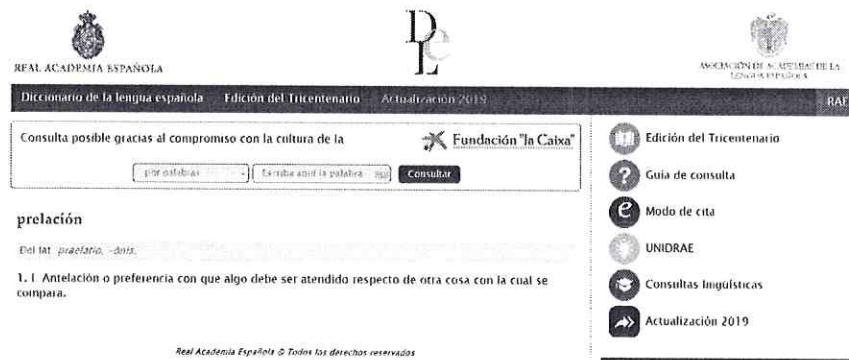 REAL ACADEMIA ESPAÑOLA
ASOCIACIÓN DE ACADEMIAS DE LA
LENGUA ESPAÑOLA
Diccionario de la lengua española Edición del Tricentenario Actualización 2019 RAE
Consulta posible gracias al compromiso con la cultura de la Fundación "la Caixa"
por palabras Escriba aquí la palabra Consultar
prelación
Del lat. praelatio, -ōnis.
1. f. Antelación o preferencia con que algo debe ser atendido respecto de otra cosa con la cual se
compara.
Real Academia Española © Todos los derechos reservados
Edición del Tricentenario
Guía de consulta
Modo de cita
UNIDRAE
Consultas lingüísticas
Actualización 2019